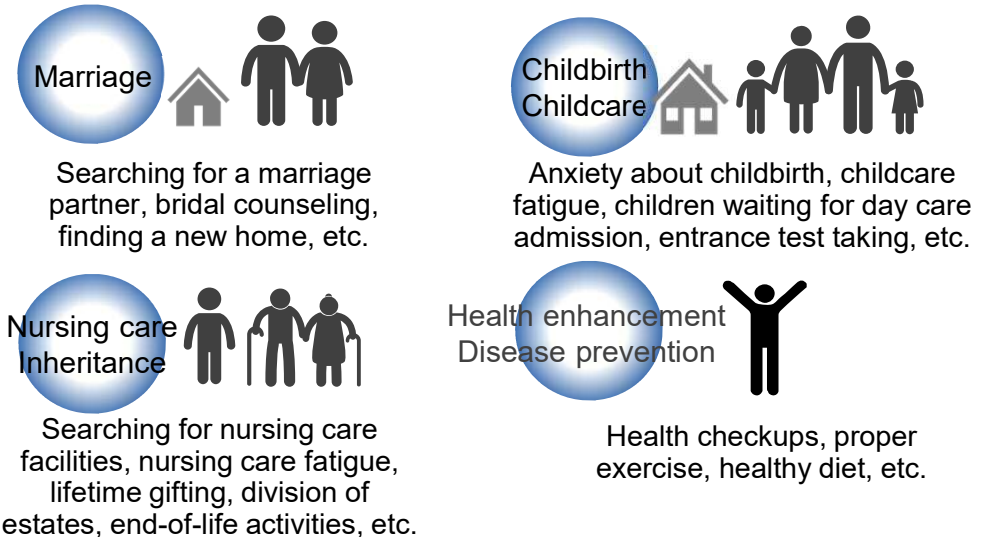 Marriage
Searching for a marriage
partner, bridal counseling,
finding a new home, etc.
Childbirth
Childcare
Anxiety about childbirth, childcare
fatigue, children waiting for day care
admission, entrance test taking, etc.
Nursing care
Inheritance
Searching for nursing care
facilities, nursing care fatigue,
lifetime gifting, division of
estates, end-of-life activities, etc.
Health enhancement
Disease prevention
Health checkups, proper
exercise, healthy diet, etc.